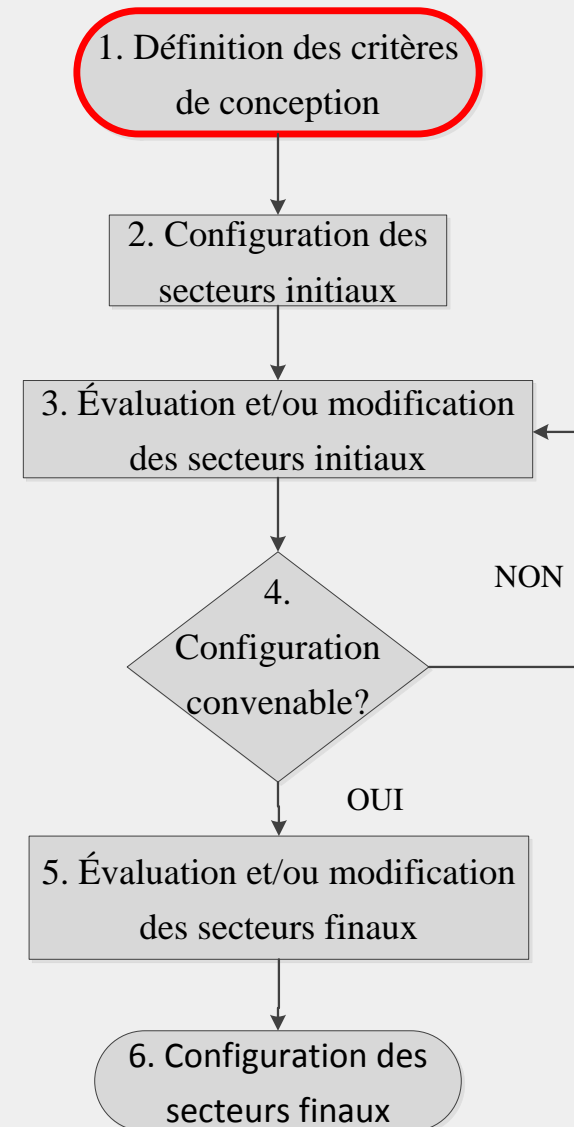 1. Définition des critères
de conception
2. Configuration des
secteurs initiaux
3. Évaluation et/ou modification
des secteurs initiaux
4.
Configuration
convenable?
NON
OUI
5. Évaluation et/ou modification
des secteurs finaux
6. Configuration des
secteurs finaux